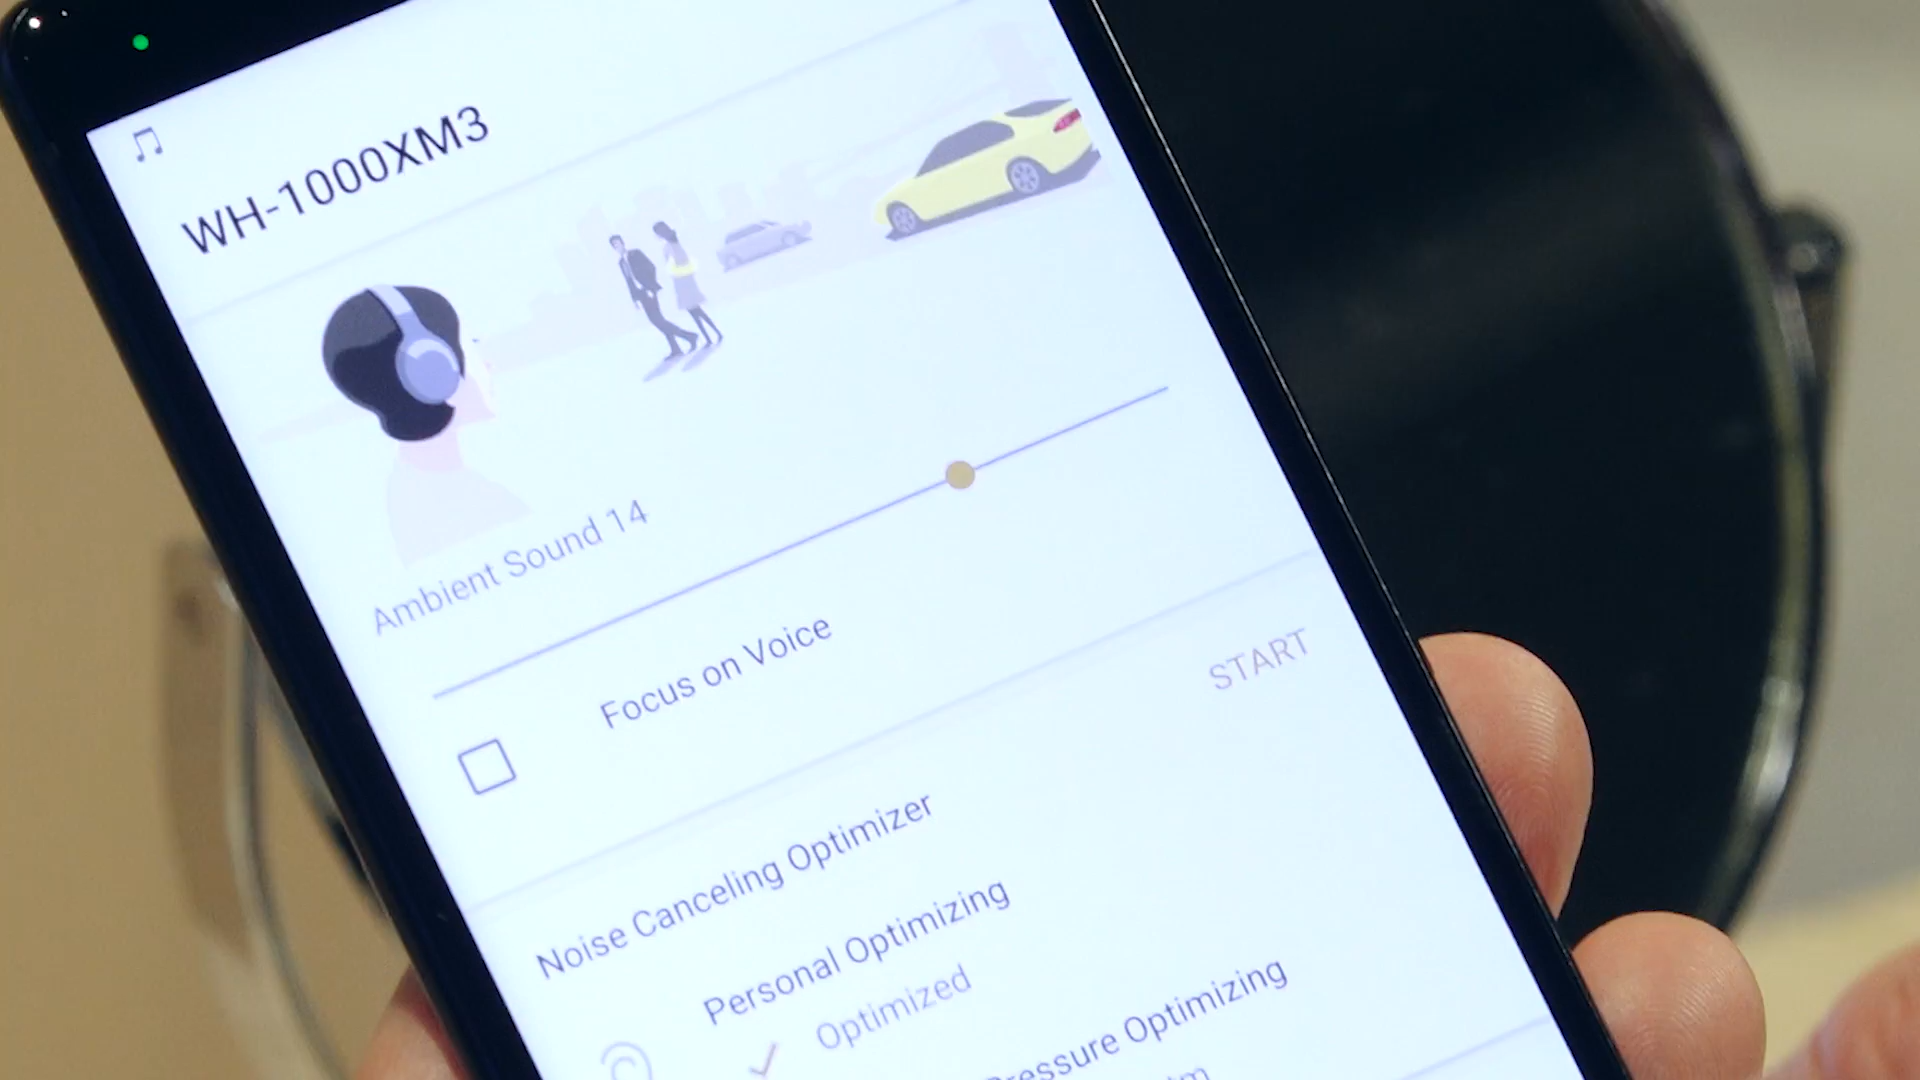 WH-1000XM3
Ambient Sound 14
Focus on Voice
START
Noise Canceling Optimizer
Personal Optimizing
Optimized
Pressure Optimizing